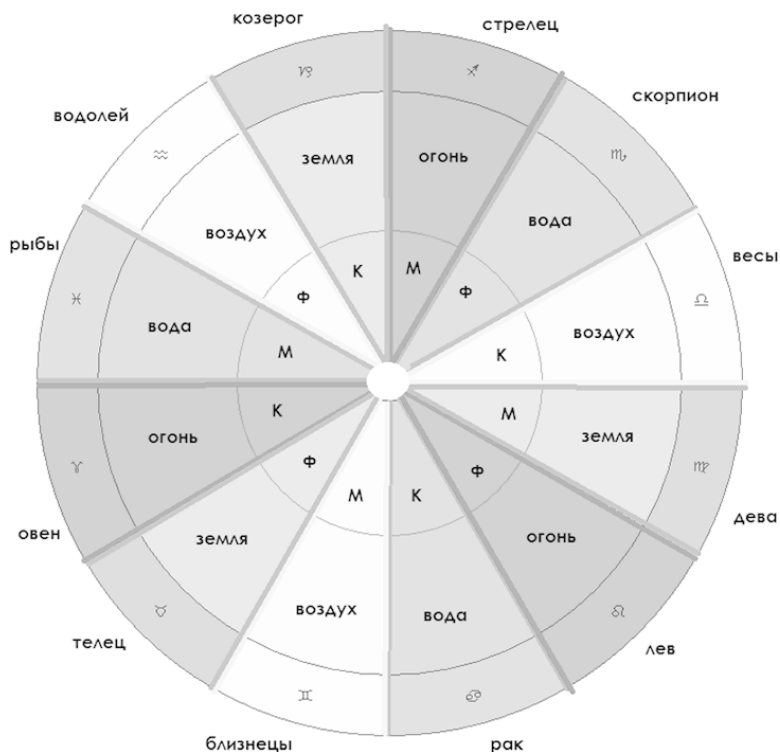 козерог
стрелец
♑
♐
скорпион
водолей
♏
♒
земля
огонь
вода
рыбы
воздух
весы
К
М
♓
Ф
Ф
♎
вода
воздух
М
К
К
М
огонь
земля
♈
Ф
Ф
♍
М
К
дева
овен
земля
огонь
воздух
вода
♉
♌
телец
лев
♊
♋
близнецы
рак